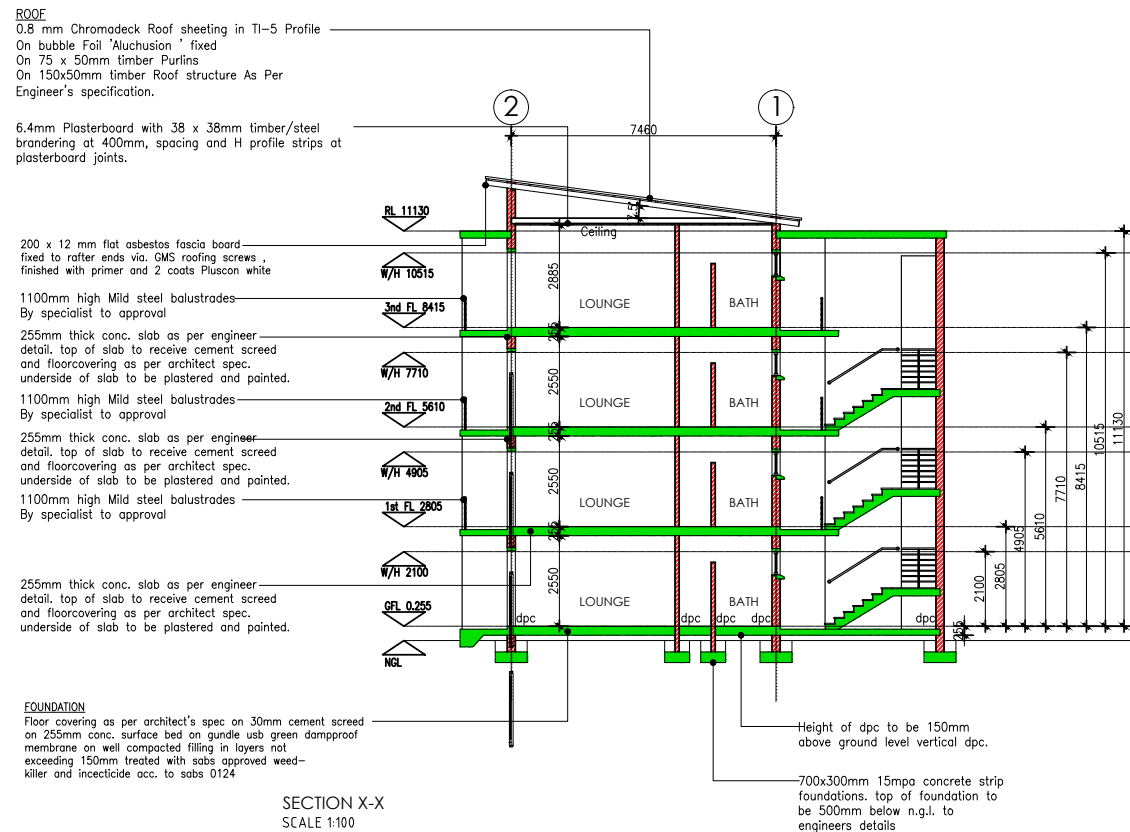 ROOF
0.8 mm Chromadeck Roof sheeting in TI-5 Profile
On bubble Foil 'Aluchusion ' fixed
On 75 x 50mm timber Purlins
On 150x50mm timber Roof structure As Per
Engineer's specification.
6.4mm Plasterboard with 38 x 38mm timber/steel
brandering at 400mm, spacing and H profile strips at
plasterboard joints.
200 x 12 mm flat asbestos fascia board
fixed to rafter ends via. GMS roofing screws ,
finished with primer and 2 coats Pluscon white
1100mm high Mild steel balustrades
By specialist to approval
255mm thick conc. slab as per engineer
detail. top of slab to receive cement screed
and floorcovering as per architect spec.
underside of slab to be plastered and painted.
1100mm high Mild steel balustrades
By specialist to approval
255mm thick conc. slab as per engineer
detail. top of slab to receive cement screed
and floorcovering as per architect spec.
underside of slab to be plastered and painted.
1100mm high Mild steel balustrades
By specialist to approval
255mm thick conc. slab as per engineer
detail. top of slab to receive cement screed
and floorcovering as per architect spec.
underside of slab to be plastered and painted.
FOUNDATION
Floor covering as per architect's spec on 30mm cement screed
on 255mm conc. surface bed on gundle usb green dampproof
membrane on well compacted filling in layers not
exceeding 150mm treated with sabs approved weed-
killer and incecticide acc. to sabs 0124
SECTION X-X
SCALE 1:100
RL 11130
W/H 10515
3nd FL 8415
W/H 7710
2nd FL 5610
W/H 4905
1st FL 2805
W/H 2100
GFL 0.255
NGL
2
1
7460
7.5°
Ceiling
2885
LOUNGE
BATH
255
2550
LOUNGE
BATH
255
2550
LOUNGE
BATH
255
2550
LOUNGE
BATH
dpc
dpc
dpc
dpc
dpc
255
2100
2805
4905
5610
7710
8415
10515
11130
Height of dpc to be 150mm
above ground level vertical dpc.
700x300mm 15mpa concrete strip
foundations. top of foundation to
be 500mm below n.g.l. to
engineers details